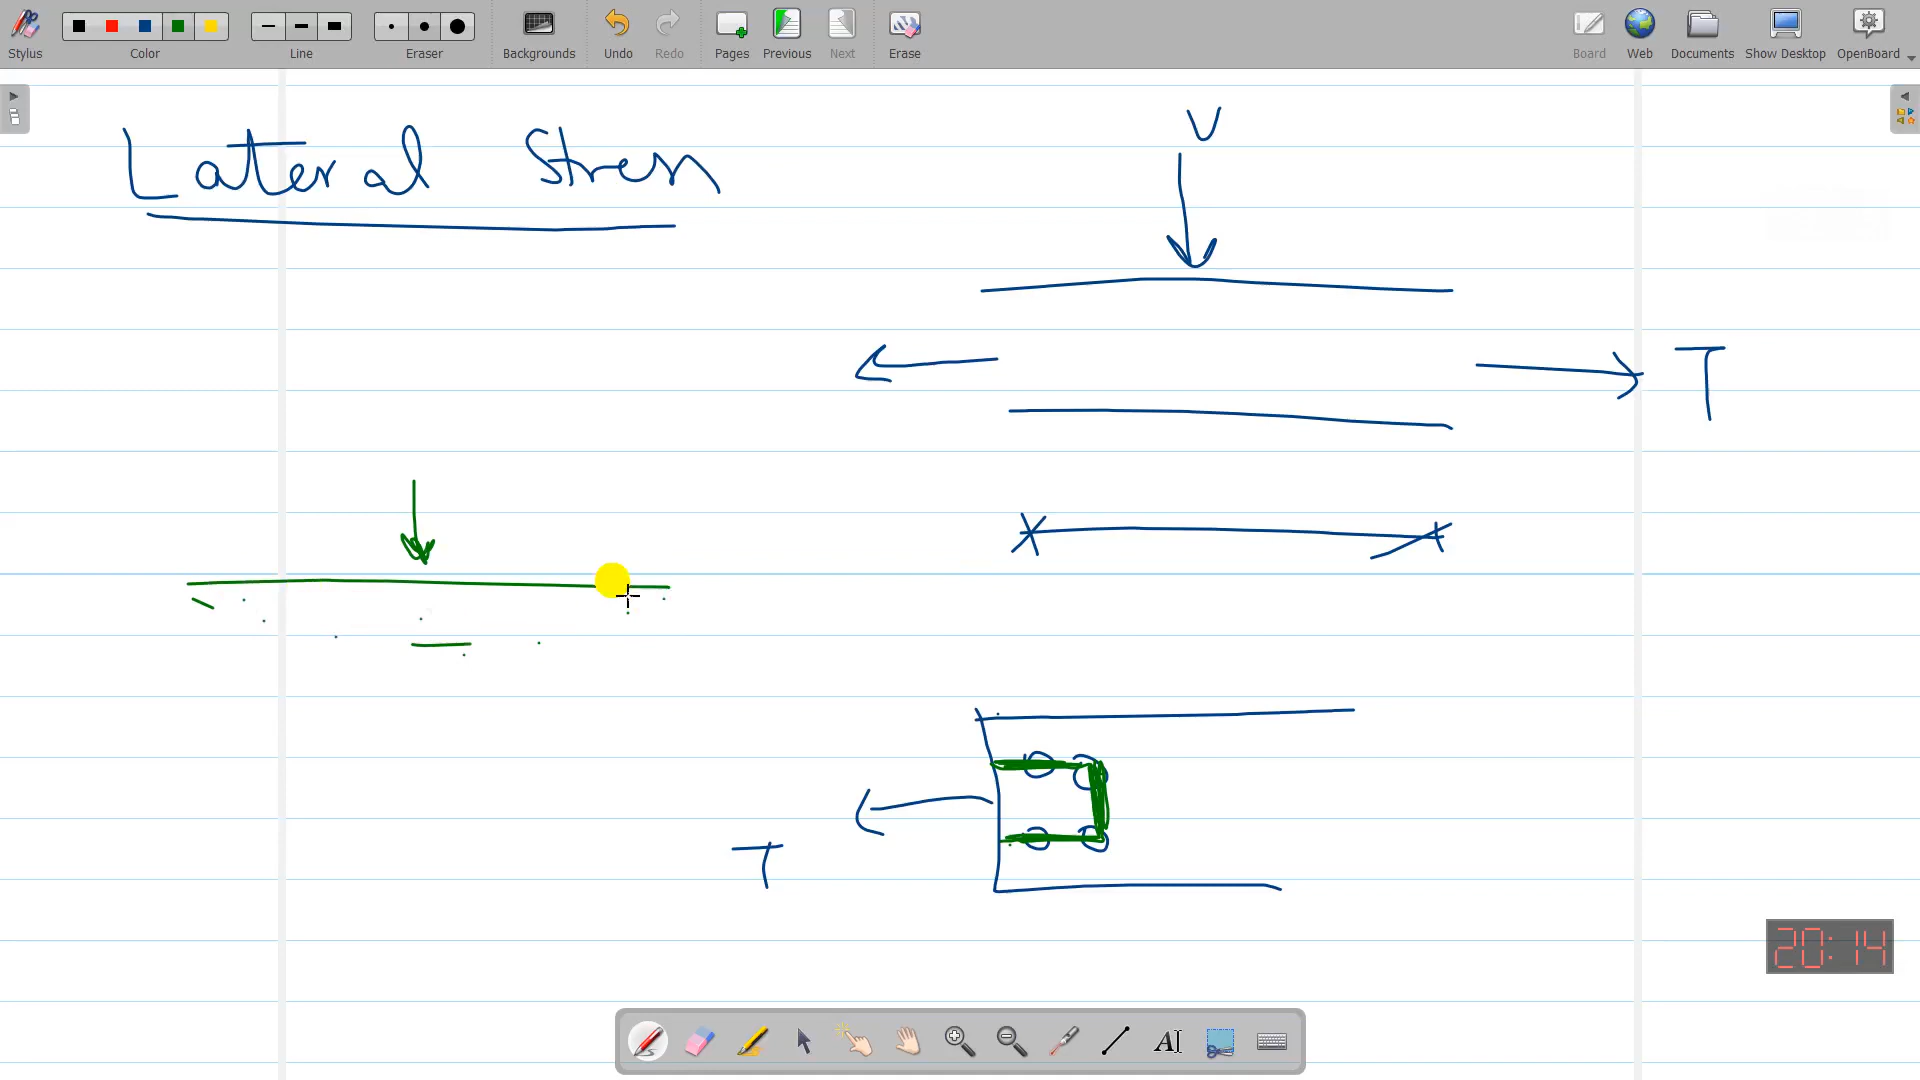 Stylus
Color
Line
Eraser
Backgrounds
Undo
Redo
Pages
Previous
Next
Erase
Board
Web
Documents
Show Desktop
OpenBoard
Lateral Stress
V
T
T
20:14
AI